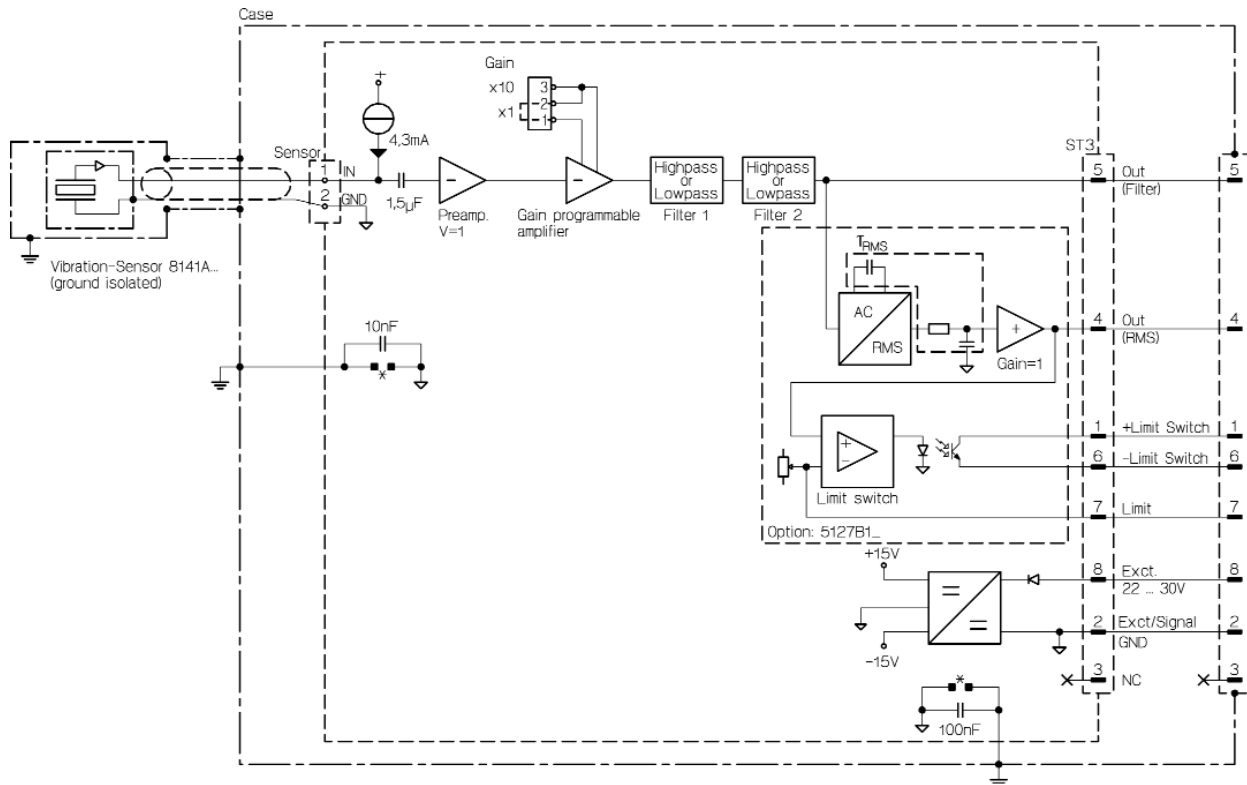 Case
Gain
x10
3
2
x1
1
+
4,3mA
Sensor
1
IN
2
GND
1,5µF
Preamp.
V=1
Gain programmable
amplifier
Highpass
or
Lowpass
Filter 1
Highpass
or
Lowpass
Filter 2
ST3
5
Out
(Filter)
5
Vibration-Sensor 8141A...
(ground isolated)
TRMS
AC
RMS
+
Gain=1
4
Out
(RMS)
4
10nF
*
+
-
Limit switch
1
+Limit Switch
1
6
-Limit Switch
6
7
Limit
7
Option: 5127B1_
+15V
-15V
8
Exct.
22 ... 30V
8
2
Exct/Signal
GND
2
3
NC
3
*
100nF